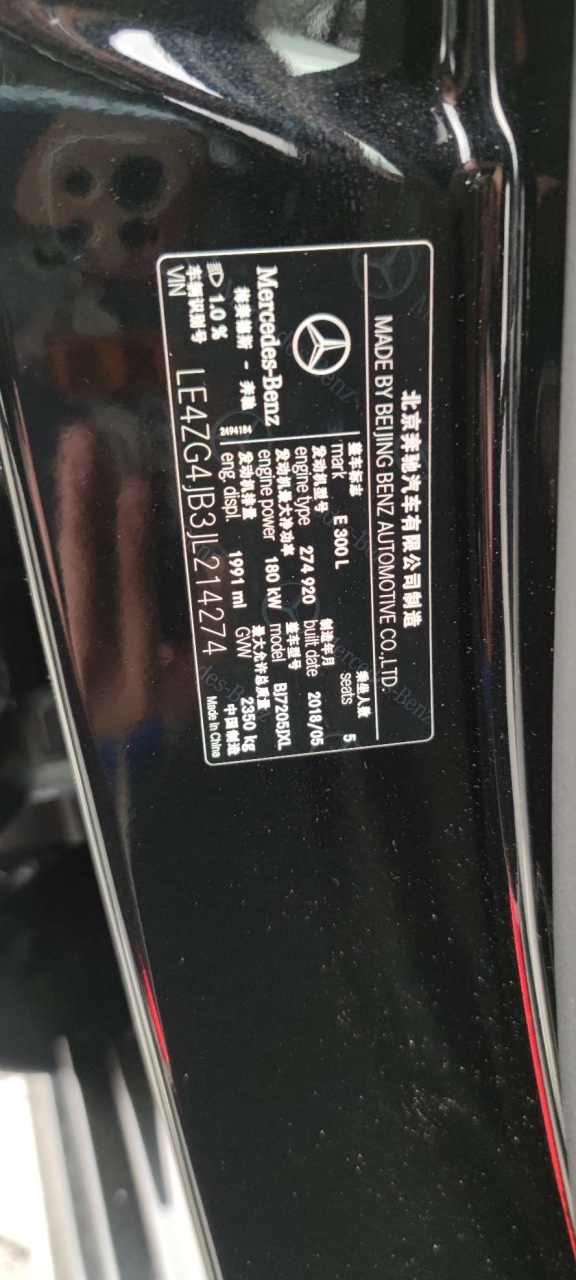 北京奔驰汽车有限公司制造
MADE BY BEIJING BENZ AUTOMOTIVE CO.,LTD.
乘坐人数
seats 5
整车标志
mark E 300 L
制造年月
built date 2018/05
发动机型号
engine type 274 920
整车型号
model BJ7205JXL
发动机最大净功率
engine power 180 kW
最大允许总质量
GVW 2350 kg
发动机排量
eng. displ. 1991 ml
中国制造
Made in China
Mercedes-Benz
梅赛德斯 - 奔驰
2494184
1.0 %
车辆识别号
VIN LE4ZG4JB3JL214274